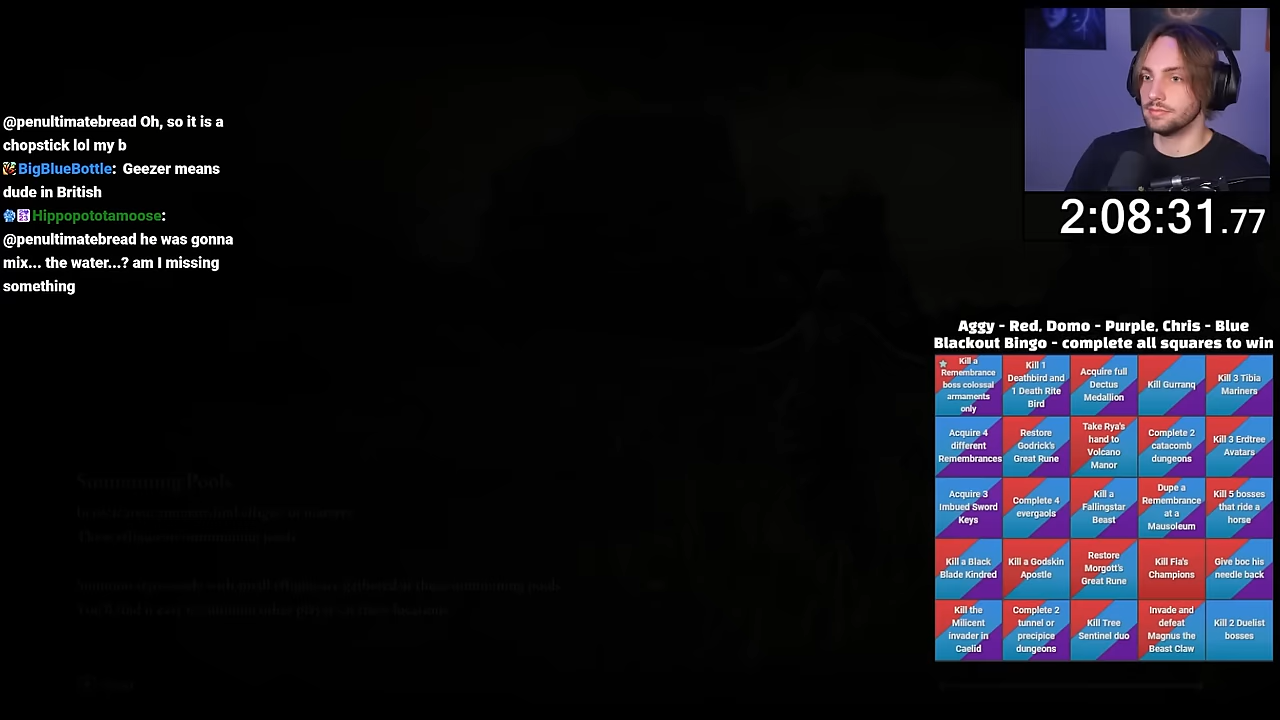 @penultimatebread Oh, so it is a
chopstick lol my b
BigBlueBottle: Geezer means
dude in British
Hippopototamoose:
@penultimatebread he was gonna
mix... the water...? am I missing
something
2:08:31.77
Aggy - Red, Domo - Purple, Chris - Blue
Blackout Bingo - complete all squares to win
Kill a
Remembrance
boss colossal
armaments
only
Kill 1
Deathbird and
1 Death Rite
Bird
Acquire full
Dectus
Medallion
Kill Gurranq
Kill 3 Tibia
Mariners
Acquire 4
different
Remembrances
Restore
Godrick's
Great Rune
Take Rya's
hand to
Volcano
Manor
Complete 2
catacomb
dungeons
Kill 3 Erdtree
Avatars
Acquire 3
Imbued Sword
Keys
Complete 4
evergaols
Kill a
Fallingstar
Beast
Dupe a
Remembrance
at a
Mausoleum
Kill 5 bosses
that ride a
horse
Kill a Black
Blade Kindred
Kill a Godskin
Apostle
Restore
Morgott's
Great Rune
Kill Fia's
Champions
Give boc his
needle back
Kill the
Milicent
invader in
Caelid
Complete 2
tunnel or
precipice
dungeons
Kill Tree
Sentinel duo
Invade and
defeat
Magnus the
Beast Claw
Kill 2 Duelist
bosses
Summoning Pools